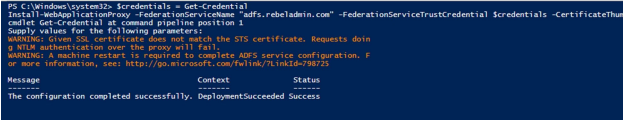 PS C:\Windows\system32> $credentials = Get-Credential
Install-WebApplicationProxy -FederationServiceName "adfs.rebeladmin.com" -FederationServiceTrustCredential $credentials -CertificateThum
cmdlet Get-Credential at command pipeline position 1
Supply values for the following parameters:
WARNING: Given SSL certificate does not match the STS certificate. Requests doin
g NTLM authentication over the proxy will fail.
WARNING: A machine restart is required to complete ADFS service configuration. F
or more information, see: http://go.microsoft.com/fwlink/?LinkId=798725
Message Context Status
------- ------- ------
The configuration completed successfully. DeploymentSucceeded Success